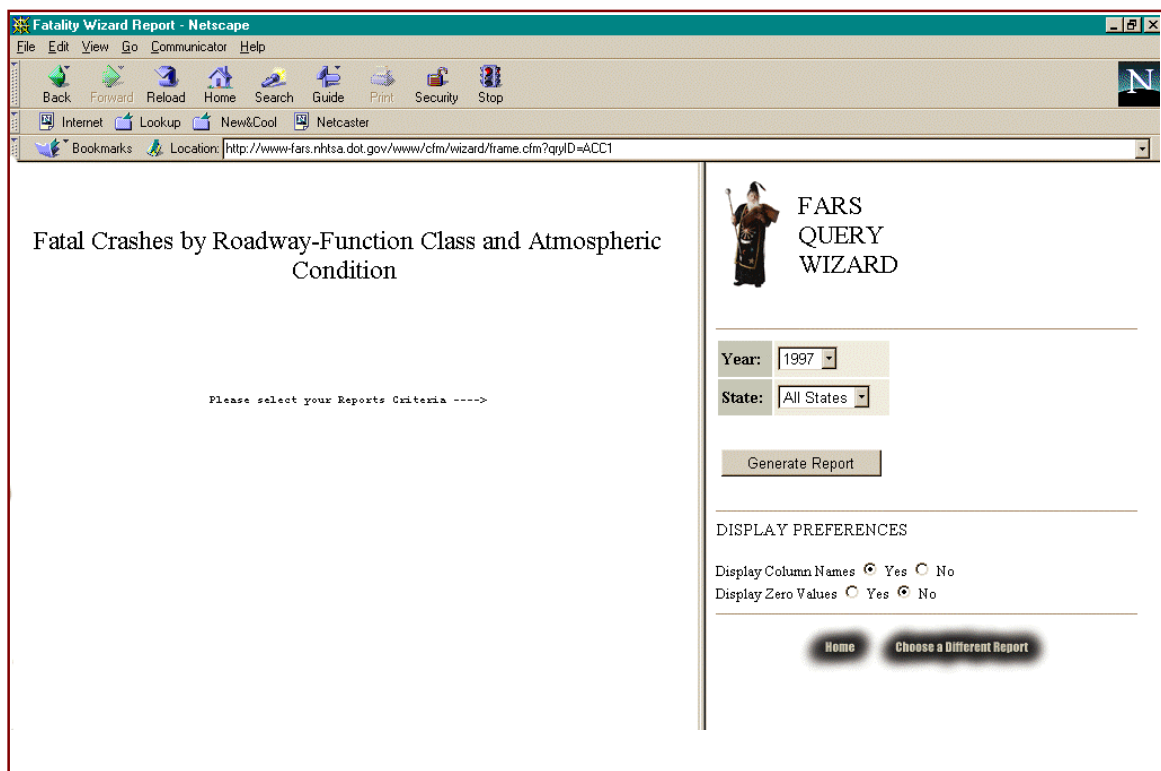 Fatality Wizard Report - Netscape
File Edit View Go Communicator Help
Back Forward Reload Home Search Guide Print Security Stop
N
Internet Lookup New&Cool Netcaster
Bookmarks Location: http://www-fars.nhtsa.dot.gov/www/cfm/wizard/frame.cfm?qryID=ACC1
Fatal Crashes by Roadway-Function Class and Atmospheric
Condition
Please select your Reports Criteria ---->
FARS
QUERY
WIZARD
Year: 1997
State: All States
Generate Report
DISPLAY PREFERENCES
Display Column Names Yes No
Display Zero Values Yes No
Home Choose a Different Report